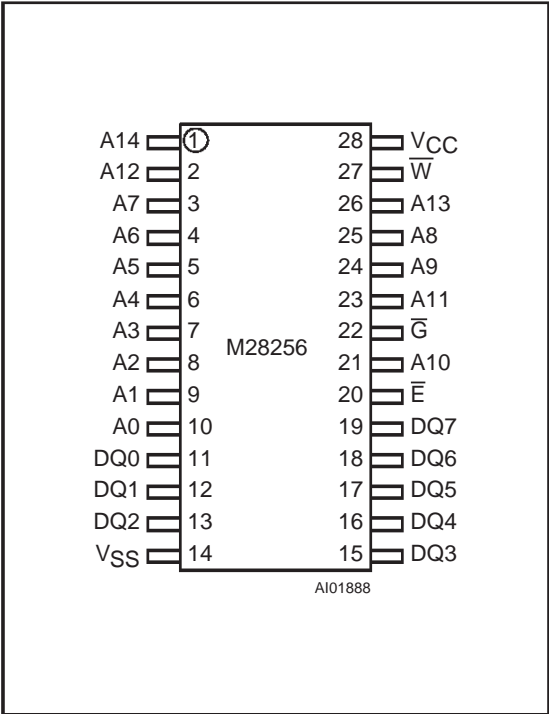 A14 1 28 VCC
A12 2 27 W̅
A7 3 26 A13
A6 4 25 A8
A5 5 24 A9
A4 6 23 A11
A3 7 22 G̅
M28256
A2 8 21 A10
A1 9 20 E̅
A0 10 19 DQ7
DQ0 11 18 DQ6
DQ1 12 17 DQ5
DQ2 13 16 DQ4
VSS 14 15 DQ3
AI01888